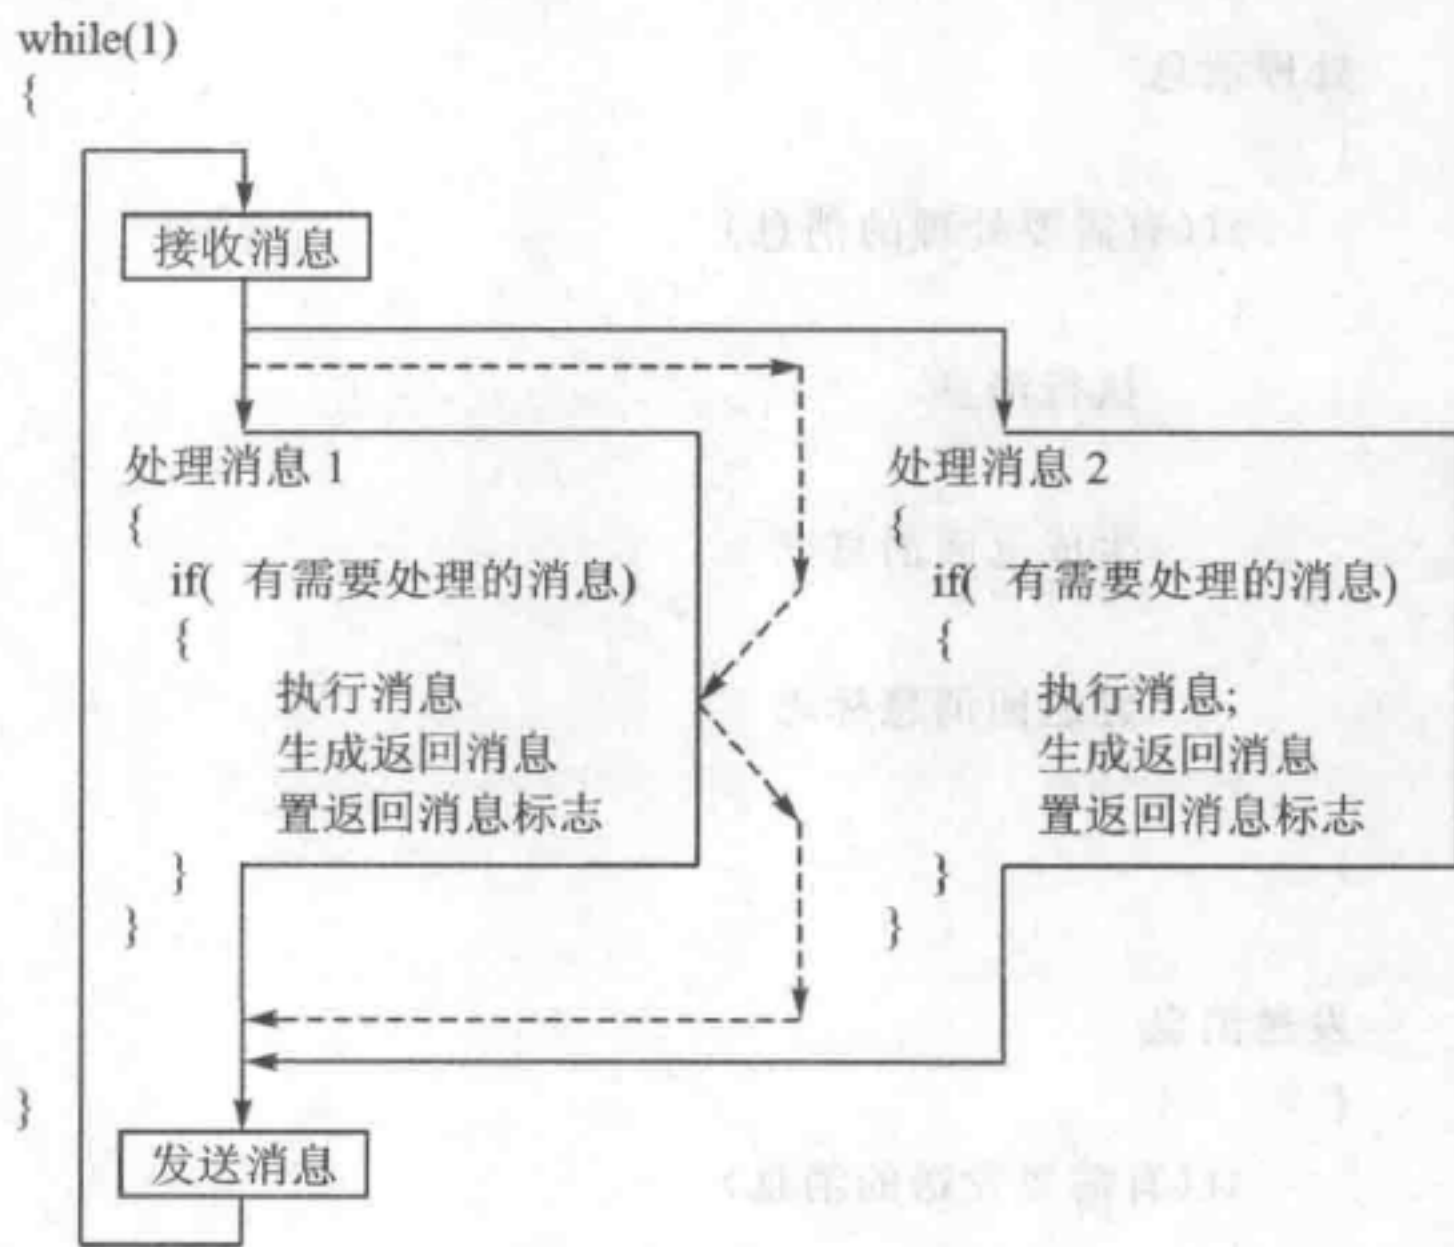 while(1)
{
接收消息
处理消息 1
{
if( 有需要处理的消息)
{
执行消息
生成返回消息
置返回消息标志
}
}
处理消息 2
{
if( 有需要处理的消息)
{
执行消息;
生成返回消息
置返回消息标志
}
}
}
发送消息